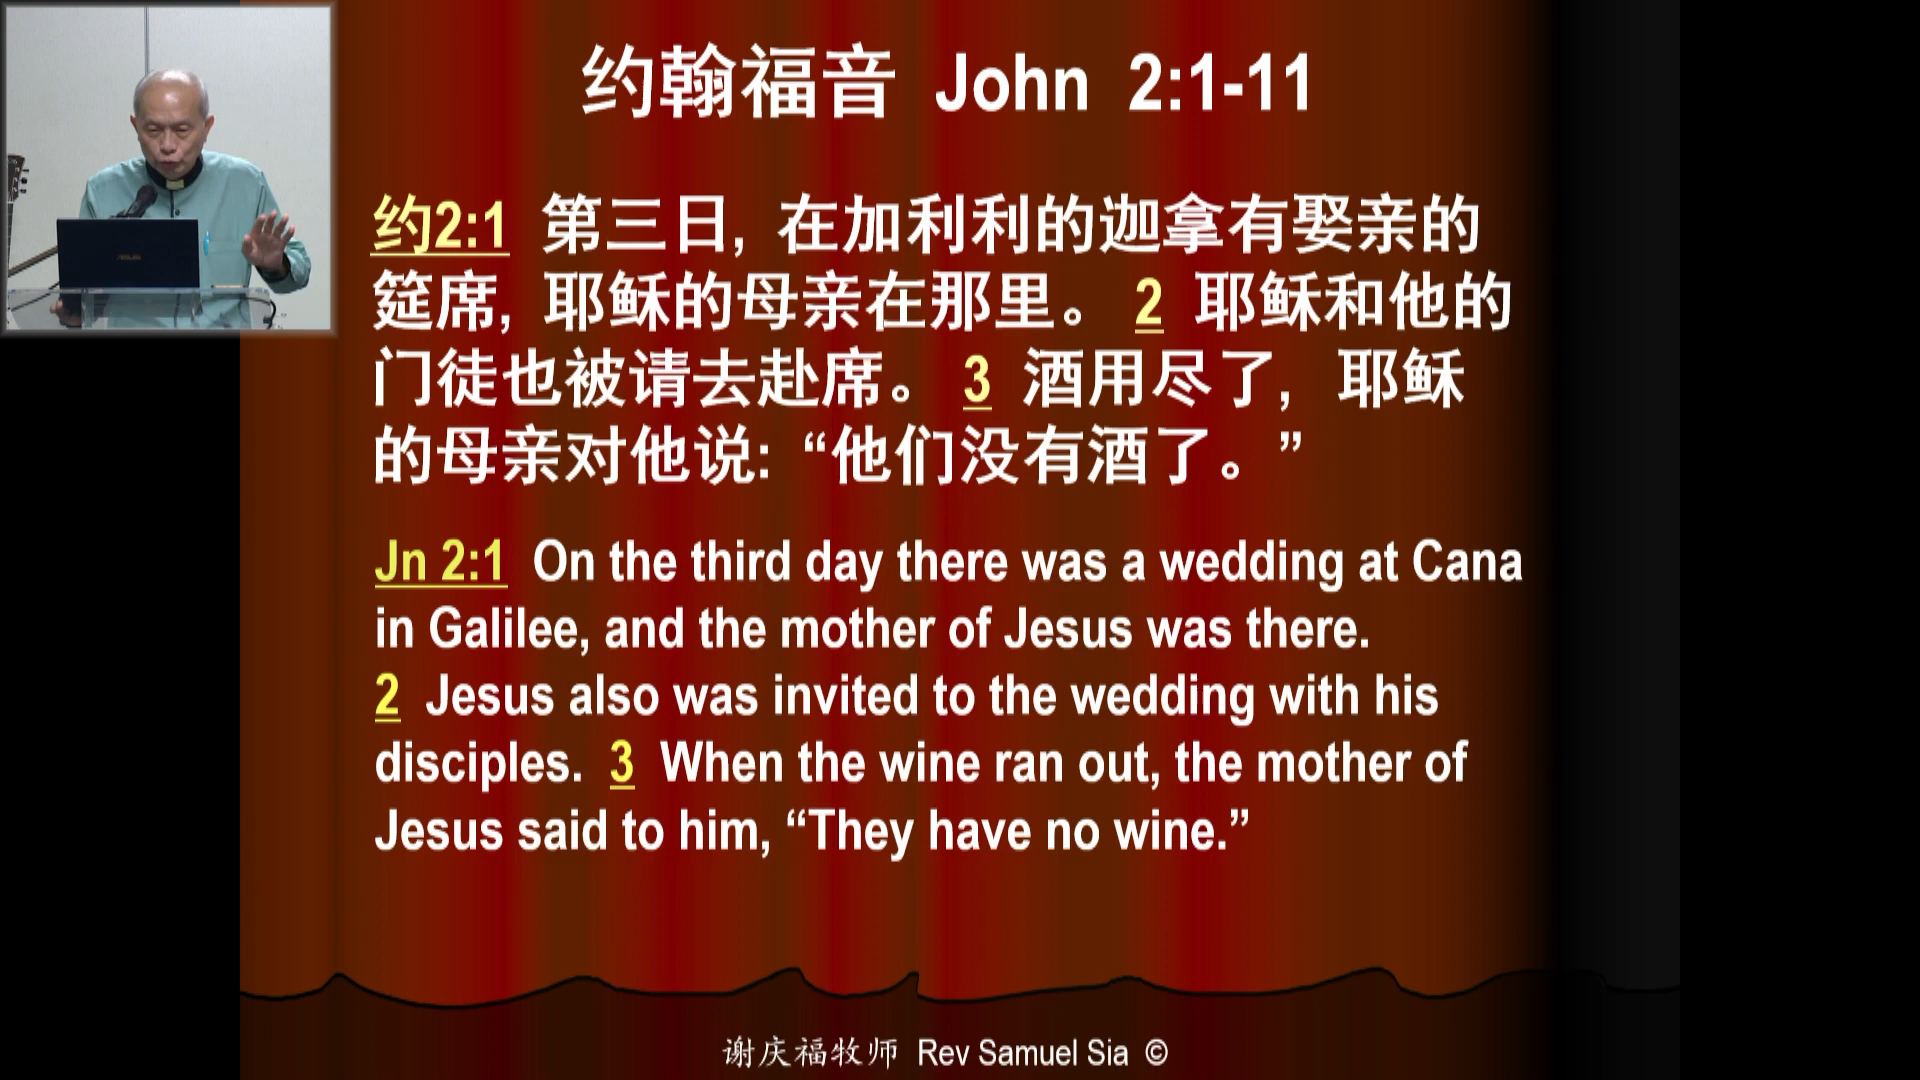 约翰福音 John 2:1-11
约2:1 第三日, 在加利利的迦拿有娶亲的
筵席, 耶稣的母亲在那里。 2 耶稣和他的
门徒也被请去赴席。 3 酒用尽了, 耶稣
的母亲对他说: “他们没有酒了。”
Jn 2:1 On the third day there was a wedding at Cana
in Galilee, and the mother of Jesus was there.
2 Jesus also was invited to the wedding with his
disciples. 3 When the wine ran out, the mother of
Jesus said to him, “They have no wine.”
谢庆福牧师 Rev Samuel Sia ©
ASUS